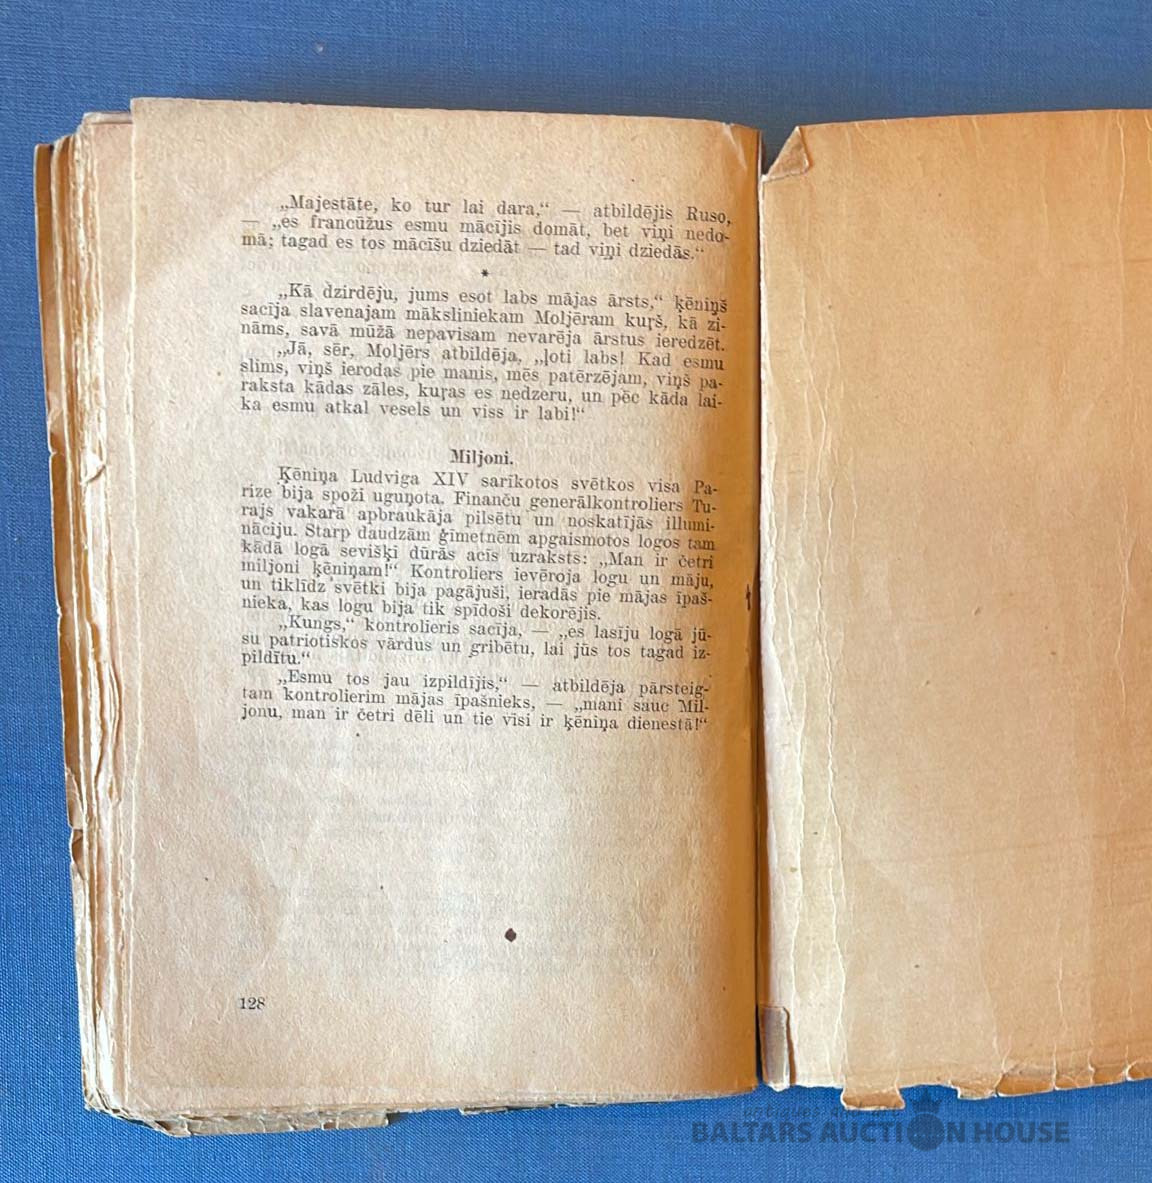 „Majestāte, ko tur lai dara,“ — atbildējis Ruso,
— „es francūžus esmu mācījis domāt, bet viņi nedo-
mā; tagad es tos mācīšu dziedāt — tad viņi dziedās.“
*
„Kā dzirdēju, jums esot labs mājas ārsts,“ ķēniņš
sacīja slavenajam māksliniekam Moljēram kuŗš, kā zi-
nāms, savā mūžā nepavisam nevarēja ārstus ieredzēt.
„Jā, sēr, Moljērs atbildēja, „ļoti labs! Kad esmu
slims, viņš ierodas pie manis, mēs patērzējam, viņš pa-
raksta kādas zāles, kuŗas es nedzeru, un pēc kāda lai-
ka esmu atkal vesels un viss ir labi!“
Miljoni.
Ķēniņa Ludviga XIV sarīkotos svētkos visa Pa-
rīze bija spoži uguņota. Finanču ģenerālkontroliers Tu-
rajs vakarā apbraukāja pilsētu un noskatījās illumi-
nāciju. Starp daudzām ģīmetnēm apgaismotos logos tam
kādā logā sevišķi dūrās acīs uzraksts: „Man ir četri
miljoni ķēniņam!“ Kontroliers ievēroja logu un māju,
un tiklīdz svētki bija pagājuši, ieradās pie mājas īpaš-
nieka, kas logu bija tik spīdoši dekorējis.
„Kungs,“ kontrolieris sacīja, — „es lasīju logā jū-
su patriotiskos vārdus un gribētu, lai jūs tos tagad iz-
pildītu.“
„Esmu tos jau izpildījis,“ — atbildēja pārsteig-
tam kontrolierim mājas īpašnieks, — „mani sauc Mil-
jonu, man ir četri dēli un tie visi ir ķēniņa dienestā!“
128
BALTARS AUCTION HOUSE